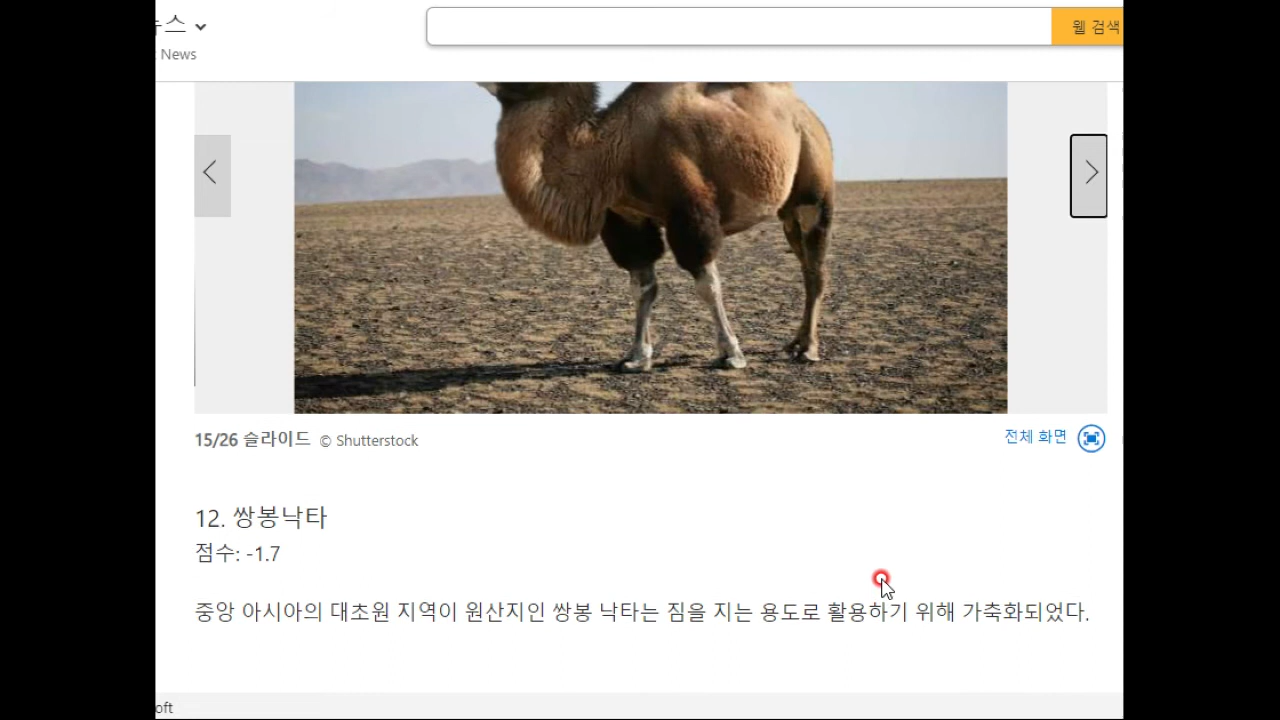 스
웹 검색
News
15/26 슬라이드 © Shutterstock
전체 화면
12. 쌍봉낙타
점수: -1.7
중앙 아시아의 대초원 지역이 원산지인 쌍봉 낙타는 짐을 지는 용도로 활용하기 위해 가축화되었다.
oft